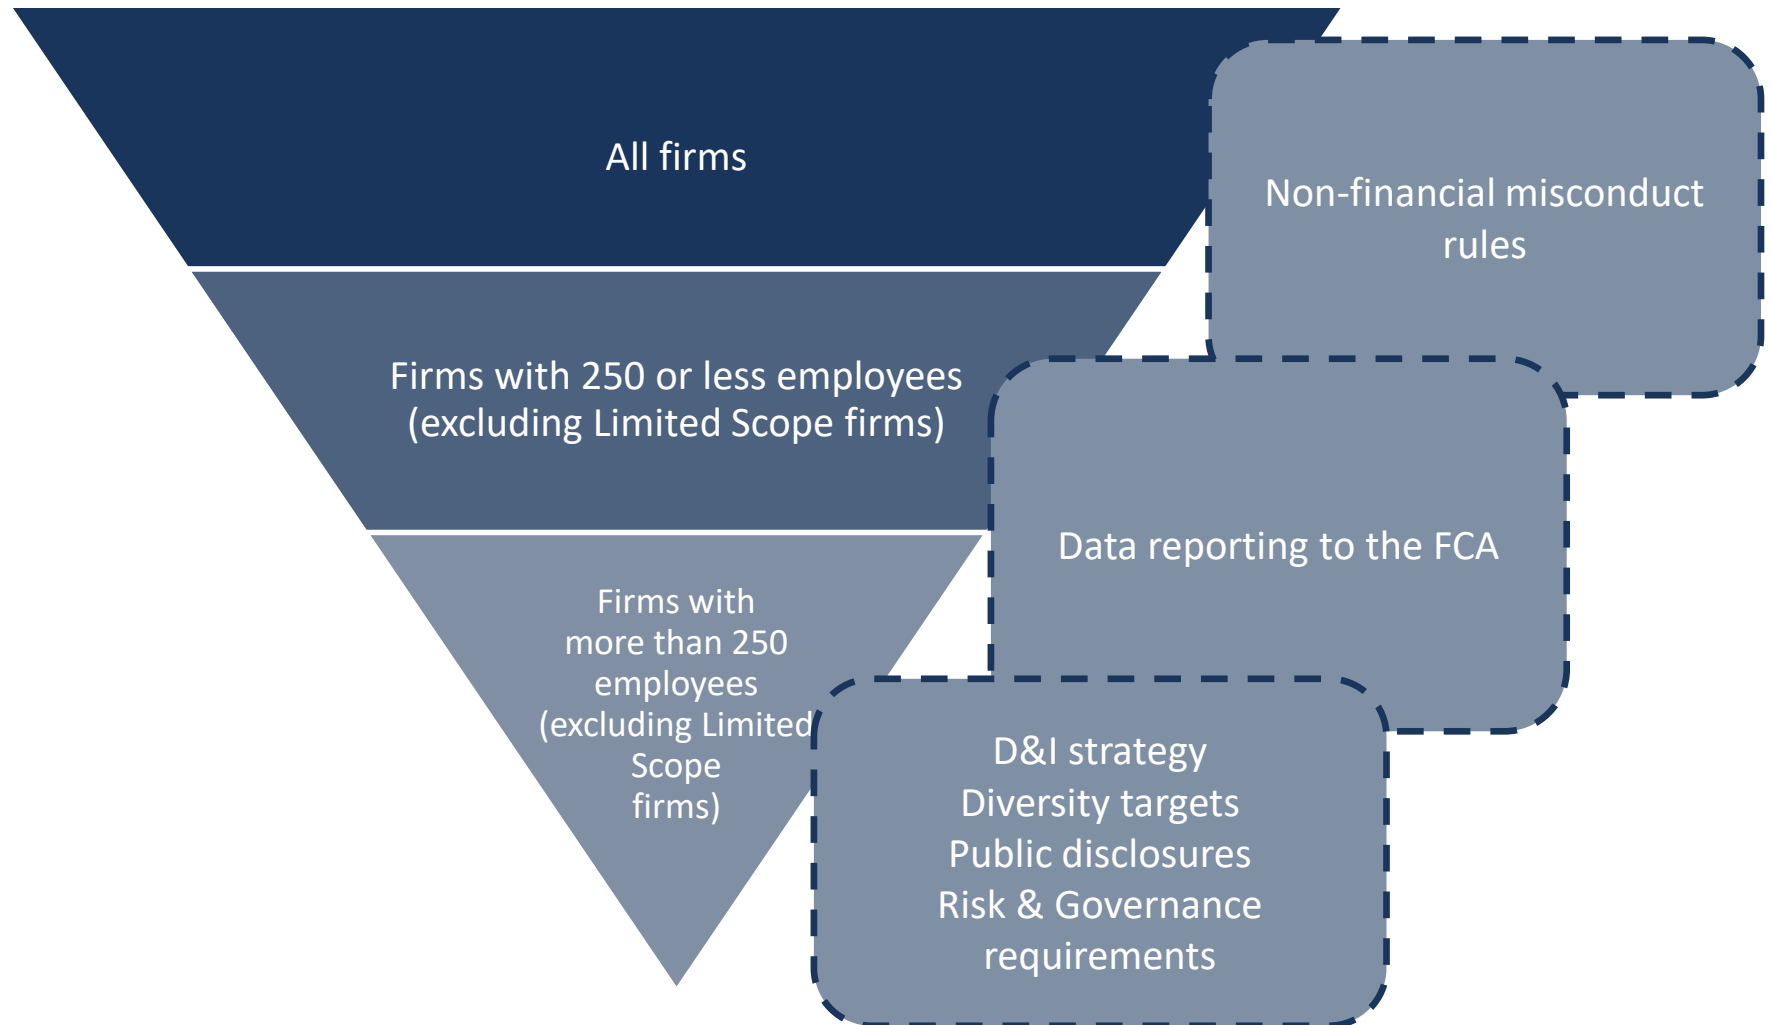 All firms
Non-financial misconduct
rules
Firms with 250 or less employees
(excluding Limited Scope firms)
Data reporting to the FCA
Firms with
more than 250
employees
(excluding Limited
Scope
firms)
D&I strategy
Diversity targets
Public disclosures
Risk & Governance
requirements